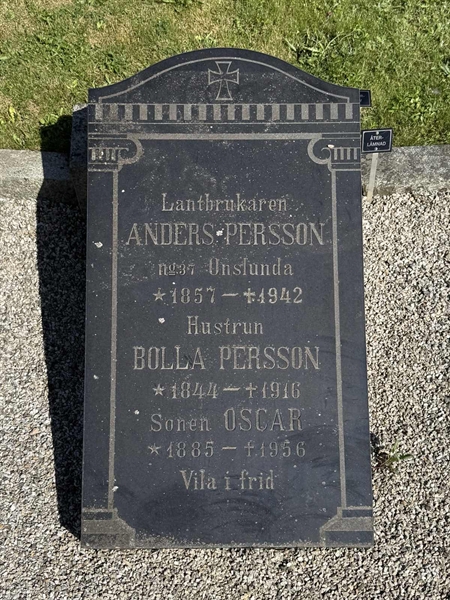 ÅTER-
LÄMNAD
Lantbrukaren
ANDERS PERSSON
No37 Onslunda
* 1857 – † 1942
Hustrun
BOLLA PERSSON
* 1844 – † 1916
Sonen OSCAR
* 1885 – † 1956
Vila i frid